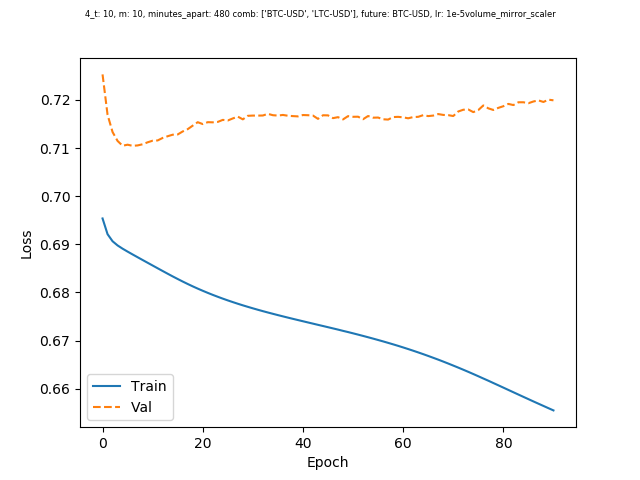 4_t: 10, m: 10, minutes_apart: 480 comb: ['BTC-USD', 'LTC-USD'], future: BTC-USD, lr: 1e-5volume_mirror_scaler
0.72
0.71
0.70
0.69
0.68
0.67
0.66
Loss
Train
Val
0 20 40 60 80
Epoch